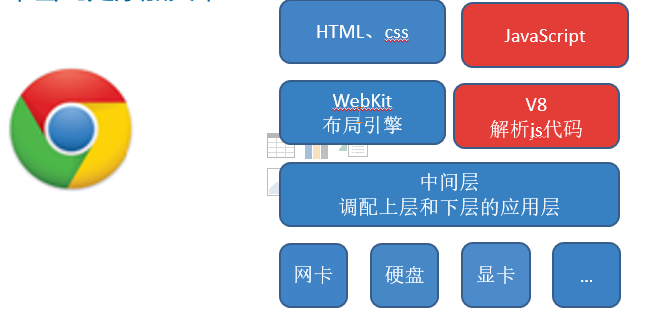 HTML、css
JavaScript
WebKit
布局引擎
V8
解析js代码
中间层
调配上层和下层的应用层
网卡
硬盘
显卡
...